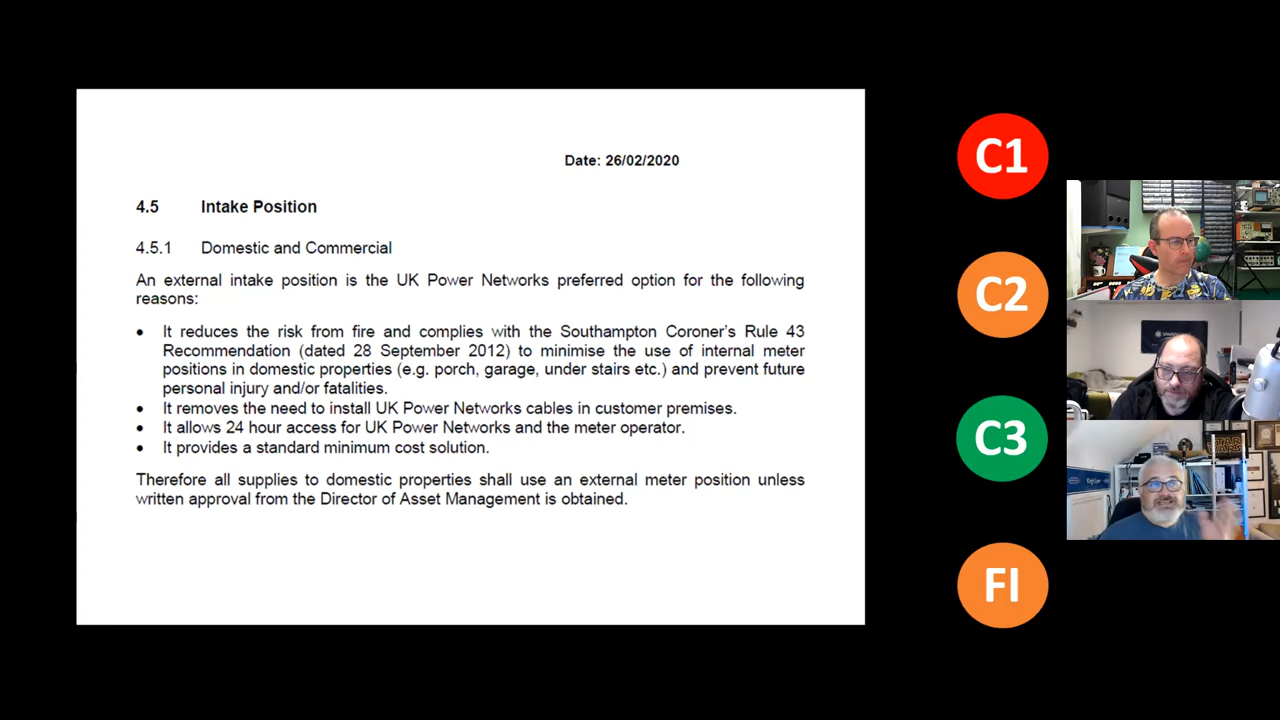 Date: 26/02/2020
4.5 Intake Position
4.5.1 Domestic and Commercial
An external intake position is the UK Power Networks preferred option for the following
reasons:
• It reduces the risk from fire and complies with the Southampton Coroner's Rule 43
Recommendation (dated 28 September 2012) to minimise the use of internal meter
positions in domestic properties (e.g. porch, garage, under stairs etc.) and prevent future
personal injury and/or fatalities.
• It removes the need to install UK Power Networks cables in customer premises.
• It allows 24 hour access for UK Power Networks and the meter operator.
• It provides a standard minimum cost solution.
Therefore all supplies to domestic properties shall use an external meter position unless
written approval from the Director of Asset Management is obtained.
C1
C2
C3
FI
STAR
WARS